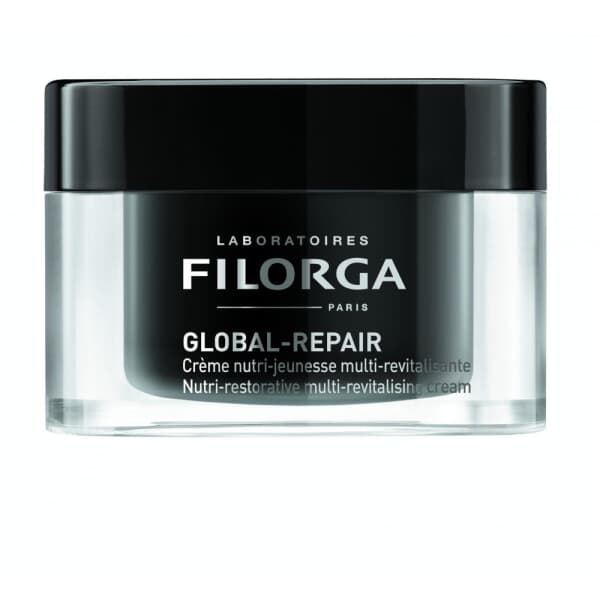 LABORATOIRES
FILORGA
PARIS
GLOBAL-REPAIR
Crème nutri-jeunesse multi-revitalisante
Nutri-restorative multi-revitalising cream